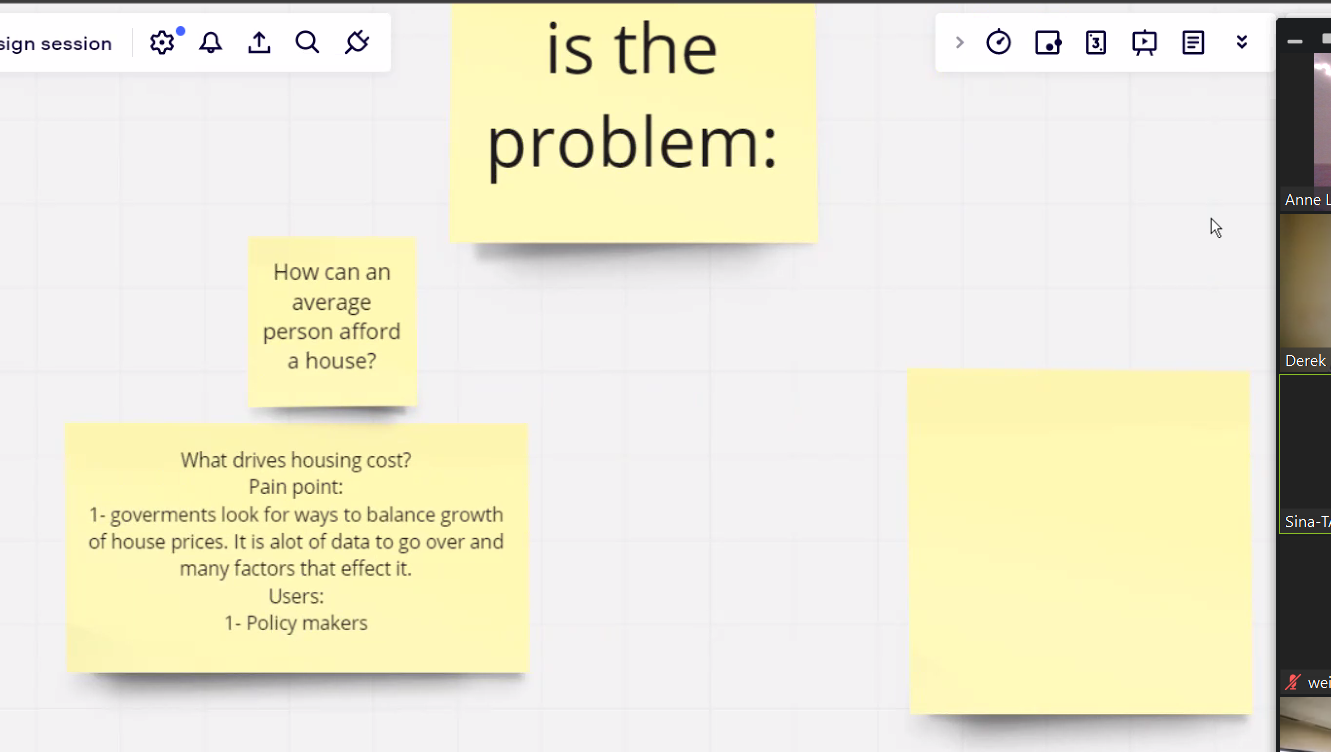 sign session
is the
problem:
How can an
average
person afford
a house?
What drives housing cost?
Pain point:
1- goverments look for ways to balance growth
of house prices. It is alot of data to go over and
many factors that effect it.
Users:
1- Policy makers
3
Anne L
Derek
Sina-TA
wei